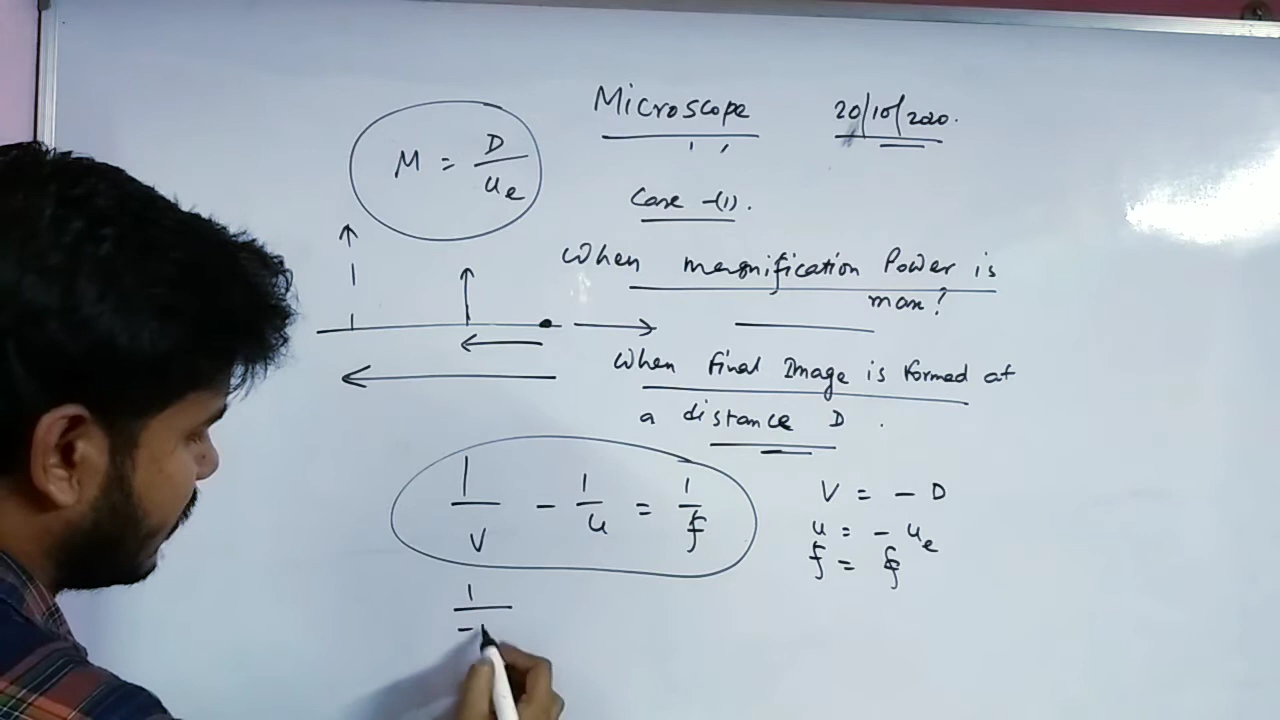 Microscope 20/10/2020.
M = D/ue
Case -(1).
When magnification Power is
max?
When Final Image is formed at
a distance D .
1/v - 1/u = 1/f
V = - D
u = - ue
f = f
1/-